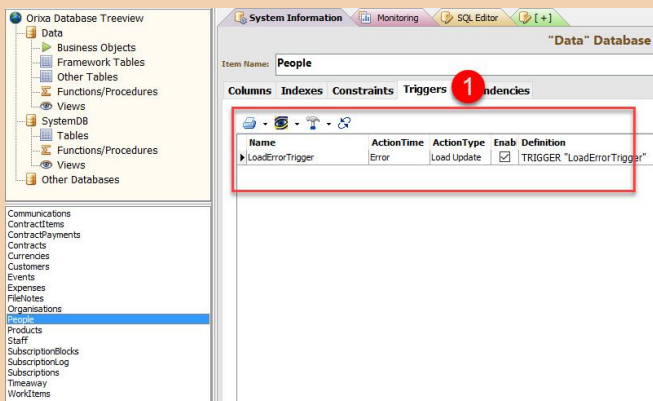 Orixa Database Treeview
Data
Business Objects
Framework Tables
Other Tables
Functions/Procedures
Views
SystemDB
Tables
Functions/Procedures
Views
Other Databases
Communications
ContractItems
ContractPayments
Contracts
Currencies
Customers
Events
Expenses
FileNotes
Organisations
People
Products
Staff
SubscriptionBlocks
SubscriptionLog
Subscriptions
Timeaway
WorkItems
System Information Monitoring SQL Editor [+]
"Data" Database
Item Name: People
Columns Indexes Constraints Triggers 1 ndencies
Name ActionTime ActionType Enab Definition
LoadErrorTrigger Error Load Update TRIGGER "LoadErrorTrigger"